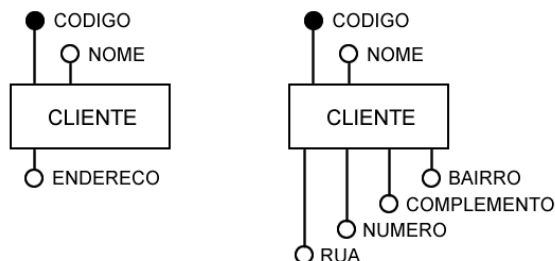 CODIGO
NOME
CLIENTE
ENDERECO
CODIGO
NOME
CLIENTE
BAIRRO
COMPLEMENTO
NUMERO
RUA